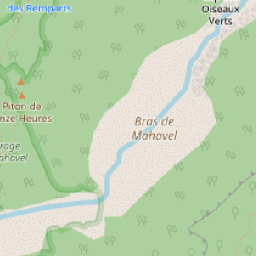 des Remparts
Oiseaux
Verts
Piton de
nze Heures
Bras de
Mahavel
rage
ahavel